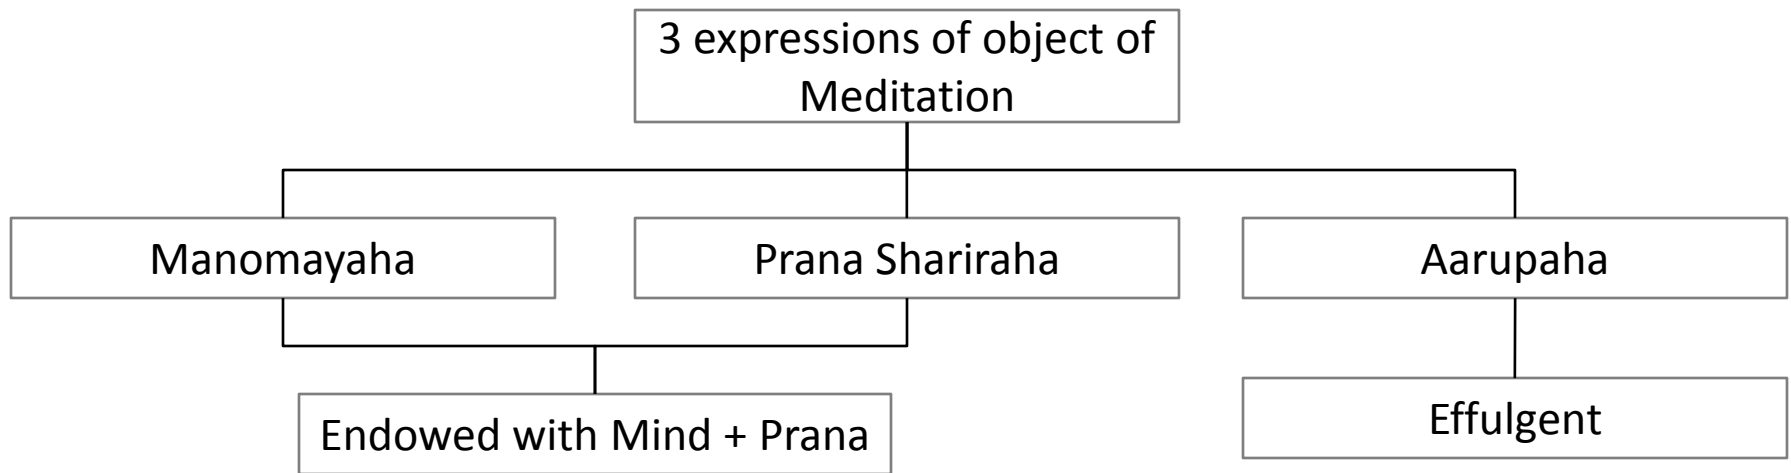 3 expressions of object of
Meditation
Manomayaha
Prana Shariraha
Aarupaha
Endowed with Mind + Prana
Effulgent